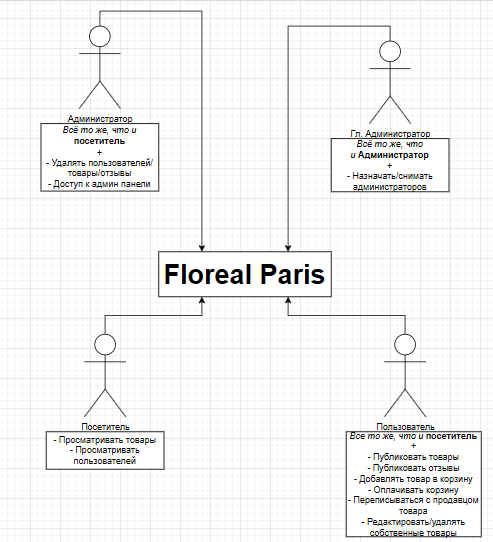 Администратор
Всё то же, что и
посетитель
+
- Удалять пользователей/
товары/отзывы
- Доступ к админ панели
Гл. Администратор
Всё то же, что
и Администратор
+
- Назначать/снимать
администраторов
Floreal Paris
Посетитель
- Просматривать товары
- Просматривать
пользователей
Пользователь
Все то же, что и посетитель
+
- Публиковать товары
- Публиковать отзывы
- Добавлять товар в корзину
- Оплачивать корзину
- Переписываться с продавцом
товара
- Редактировать/удалять
собственные товары